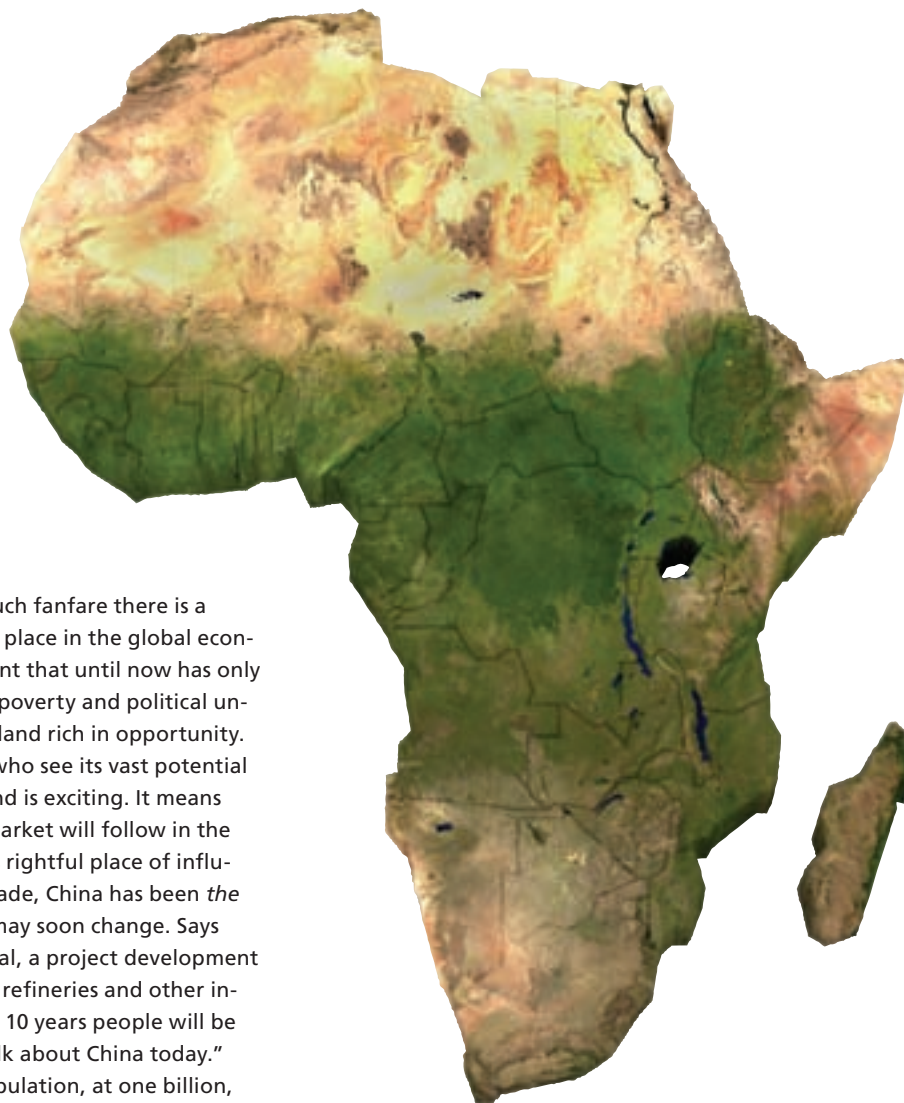 uch fanfare there is a
place in the global econ-
nt that until now has only
poverty and political un-
land rich in opportunity.
who see its vast potential
nd is exciting. It means
arket will follow in the
rightful place of influ-
ade, China has been the
may soon change. Says
al, a project development
refineries and other in-
10 years people will be
lk about China today.”
pulation, at one billion,